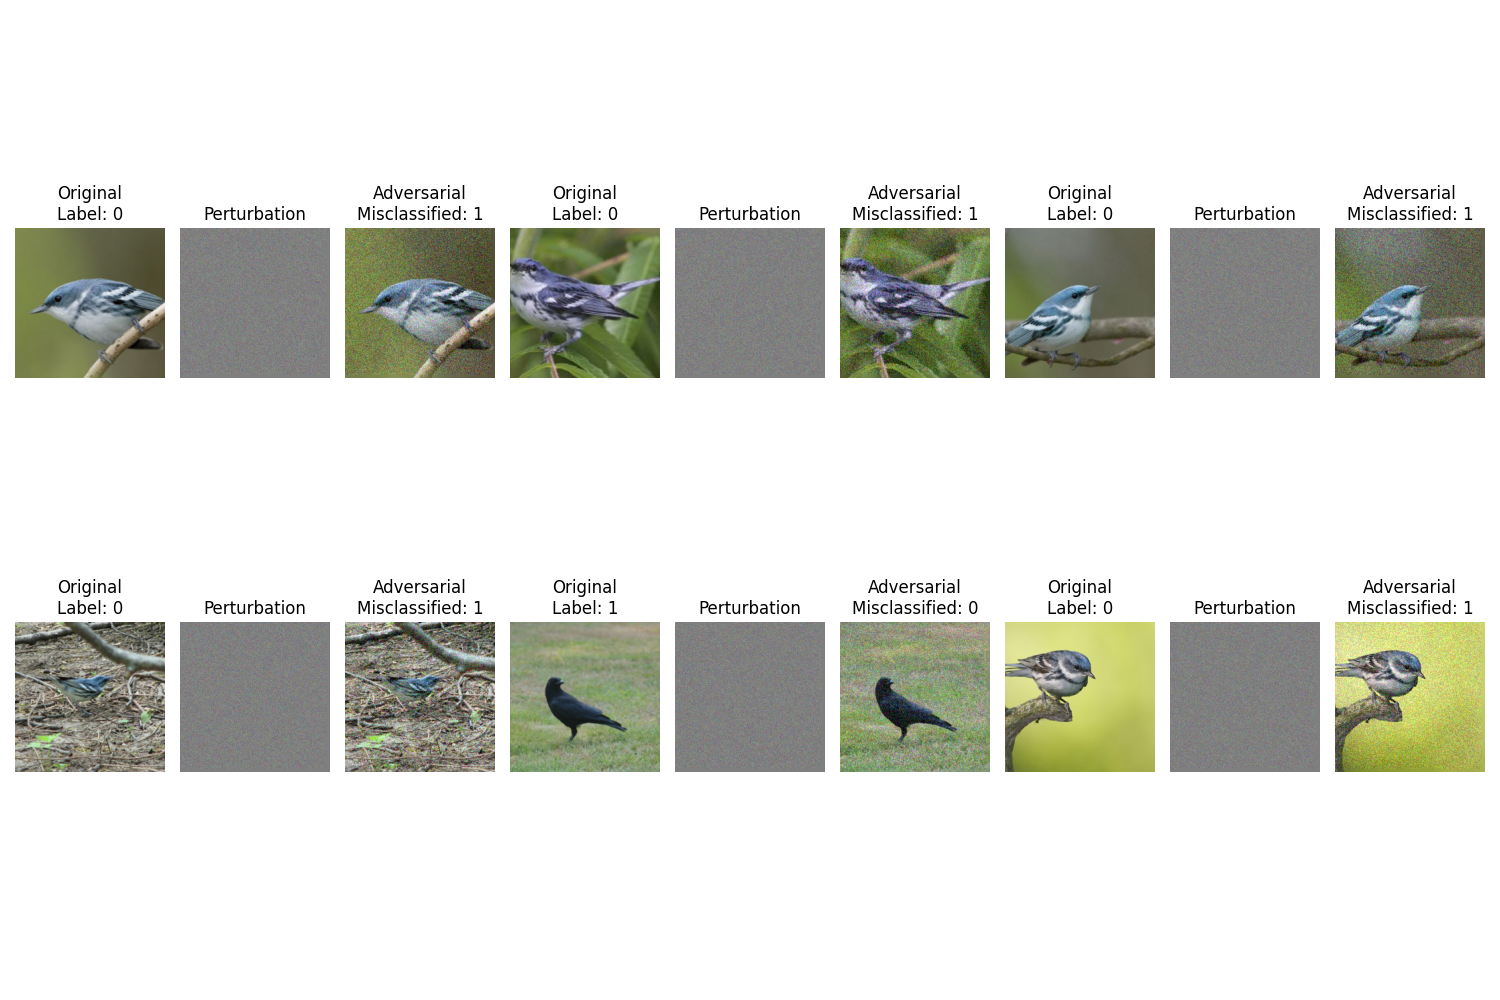 Original
Label: 0
Perturbation
Adversarial
Misclassified: 1
Original
Label: 0
Perturbation
Adversarial
Misclassified: 1
Original
Label: 0
Perturbation
Adversarial
Misclassified: 1
Original
Label: 0
Perturbation
Adversarial
Misclassified: 1
Original
Label: 1
Perturbation
Adversarial
Misclassified: 0
Original
Label: 0
Perturbation
Adversarial
Misclassified: 1